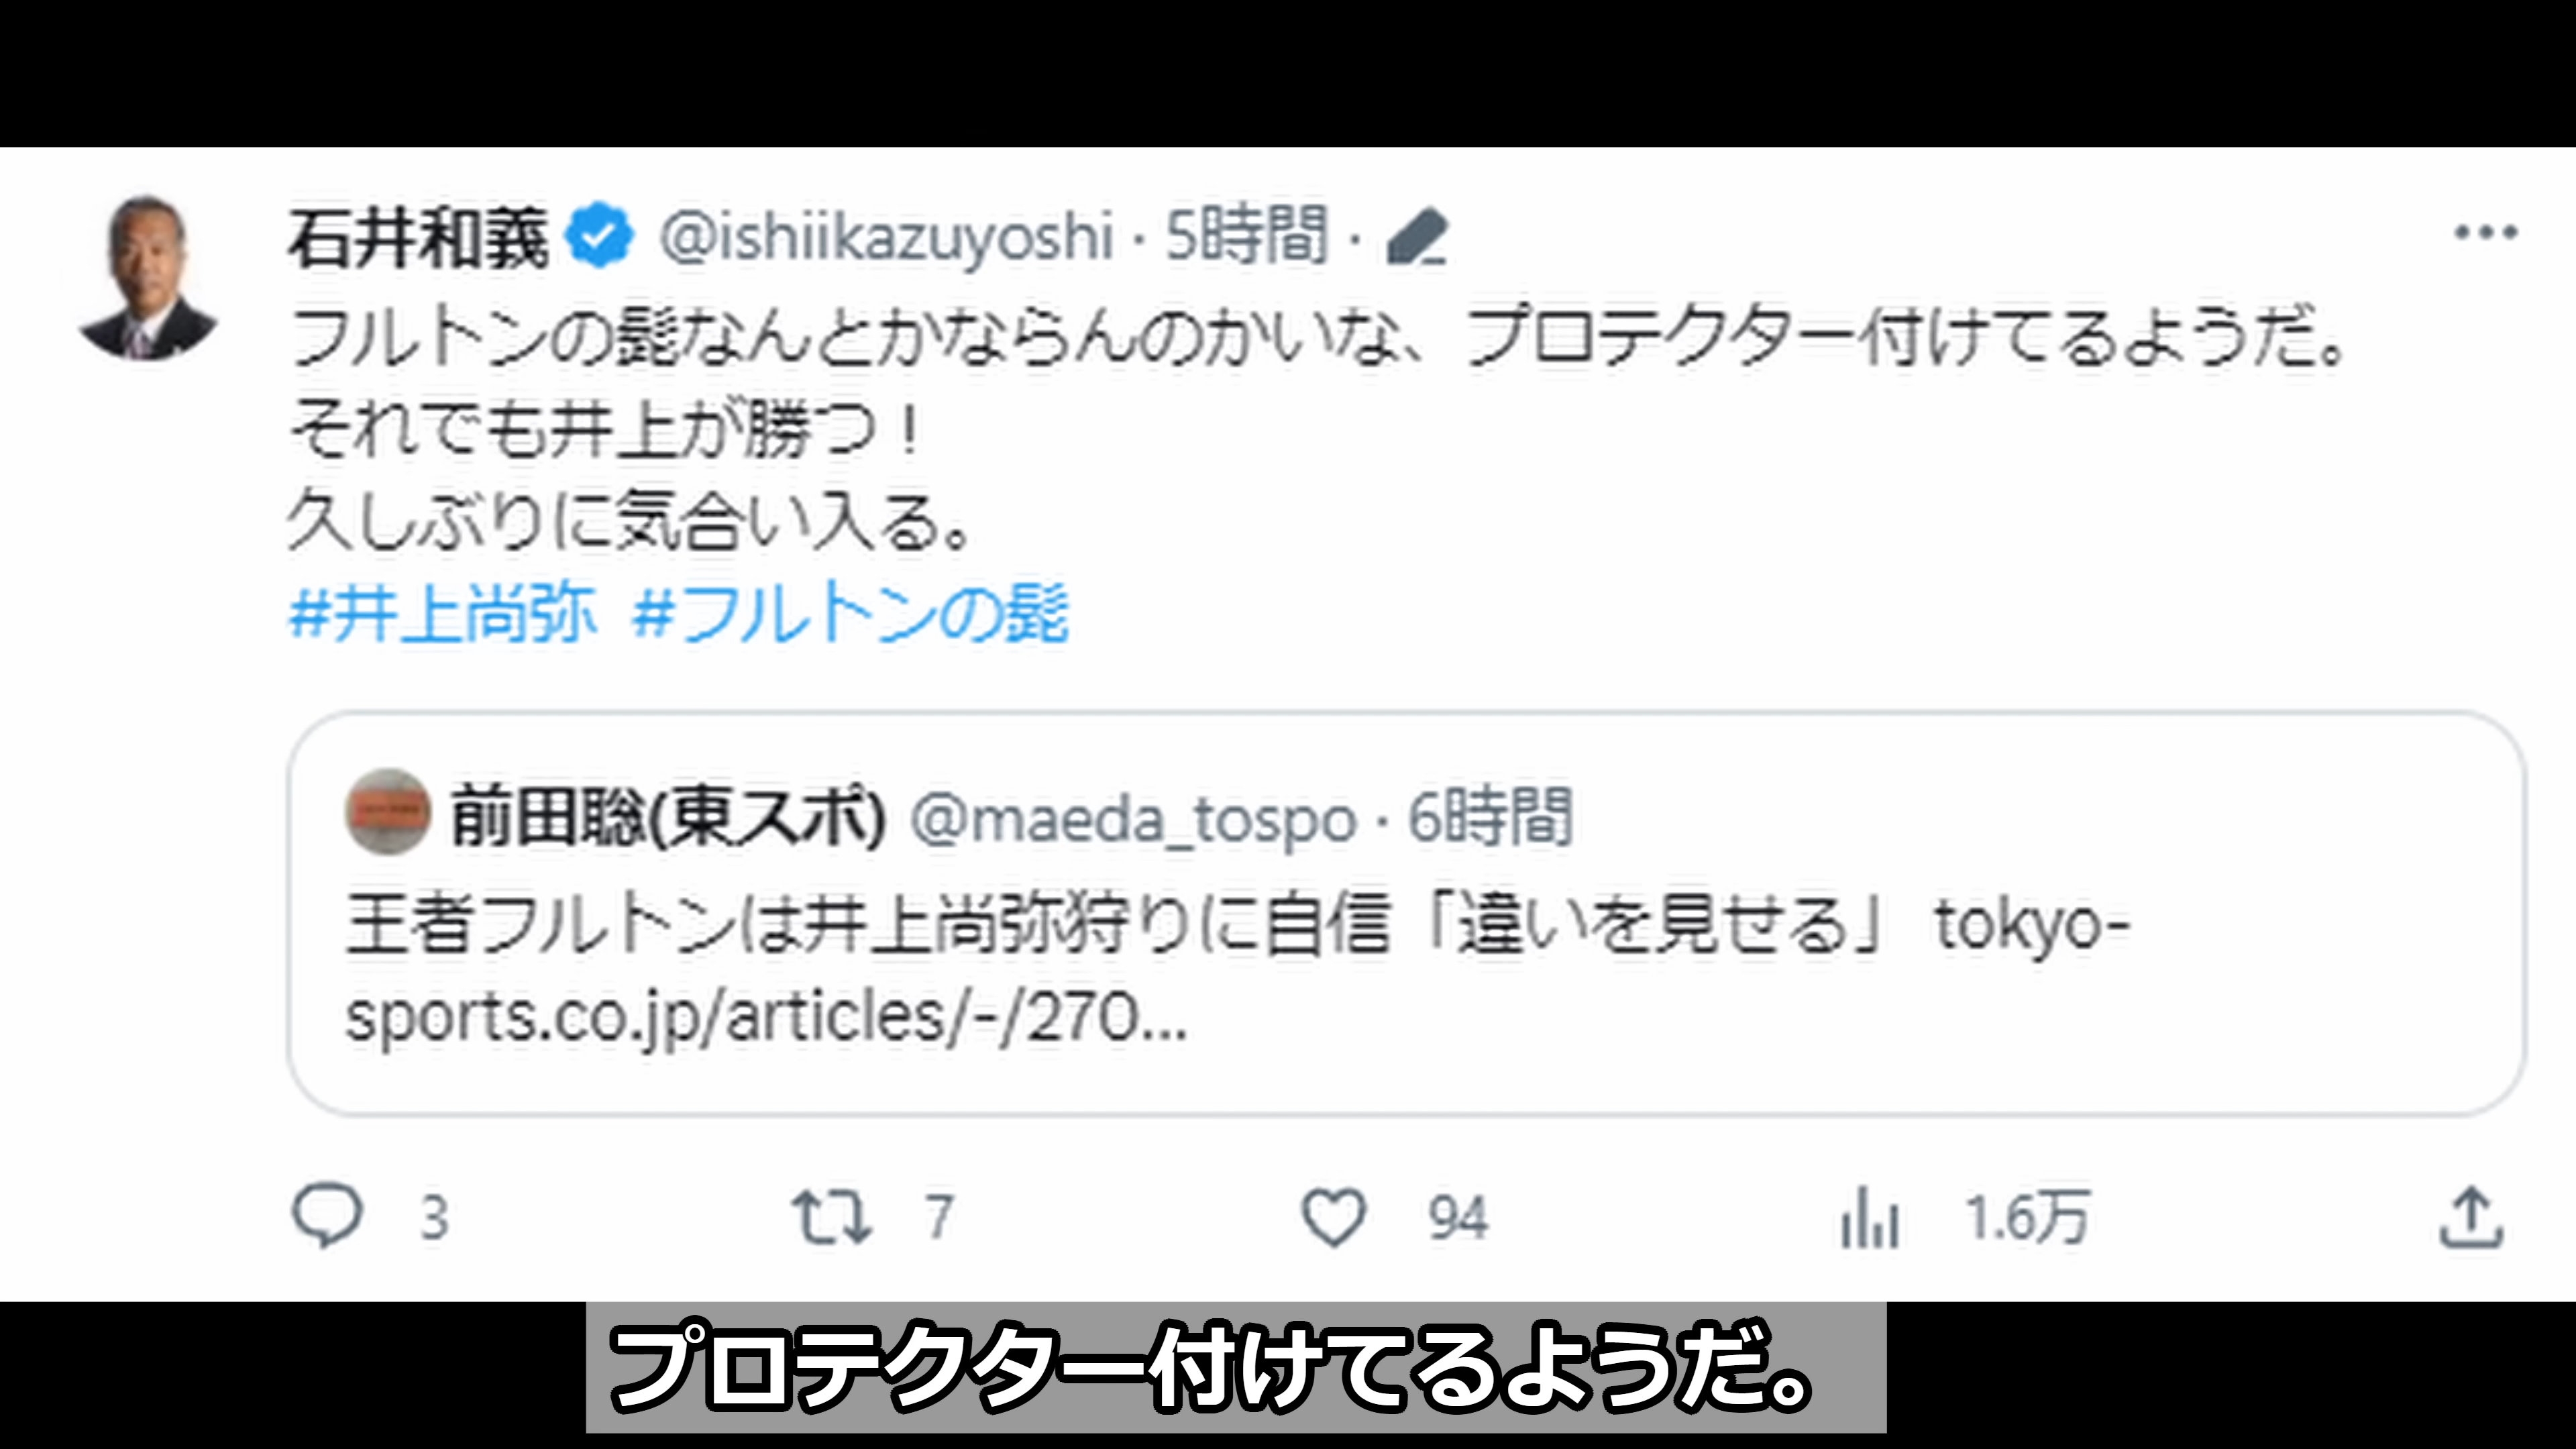 石井和義 @ishiikazuyoshi · 5時間 ·
フルトンの髭なんとかならんのかいな、プロテクター付けてるようだ。
それでも井上が勝つ！
久しぶりに気合い入る。
#井上尚弥 #フルトンの髭
前田聡(東スポ) @maeda_tospo · 6時間
王者フルトンは井上尚弥狩りに自信「違いを見せる」 tokyo-
sports.co.jp/articles/-/270...
3 7 94 1.6万
プロテクター付けてるようだ。